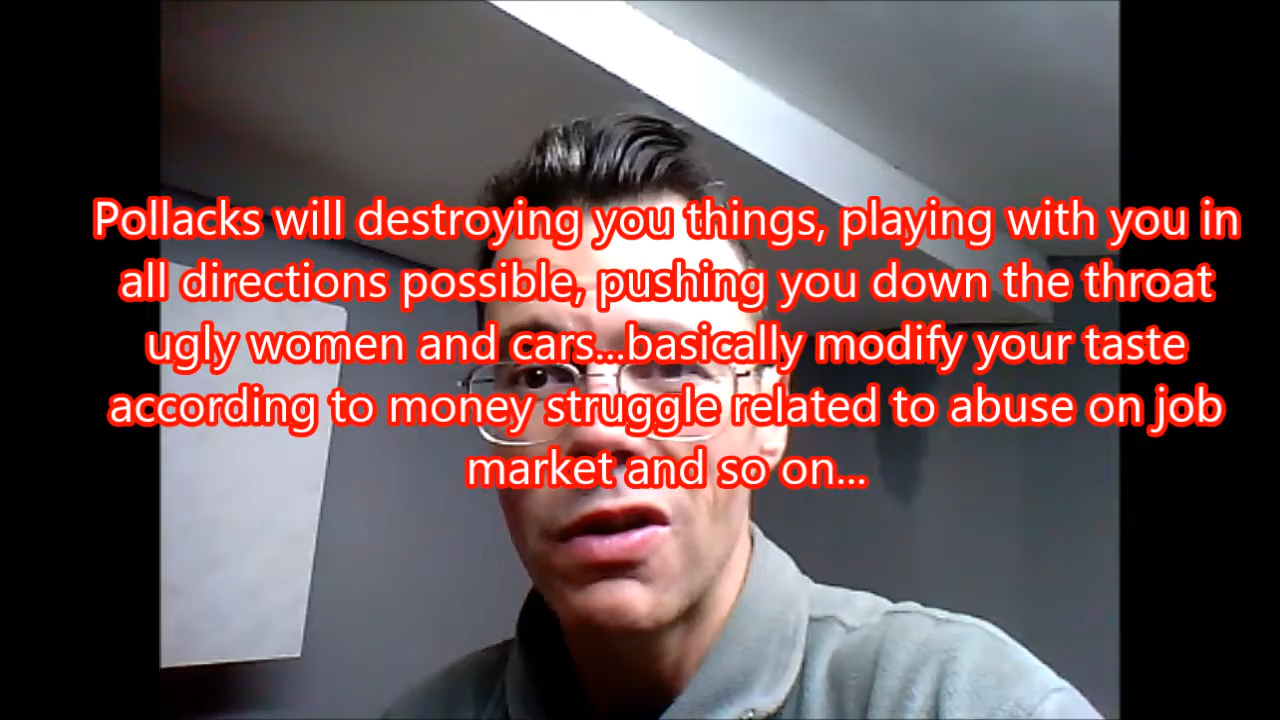 Pollacks will destroying you things, playing with you in
all directions possible, pushing you down the throat
ugly women and cars...basically modify your taste
according to money struggle related to abuse on job
market and so on...